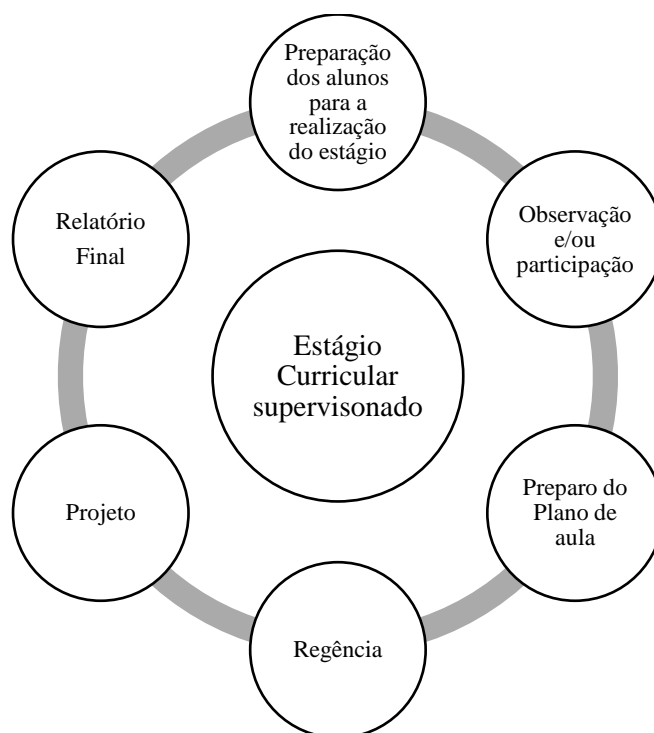 Preparação
dos alunos
para a
realização
do estágio
Observação
e/ou
participação
Preparo do
Plano de
aula
Regência
Projeto
Relatório
Final
Estágio
Curricular
supervisonado